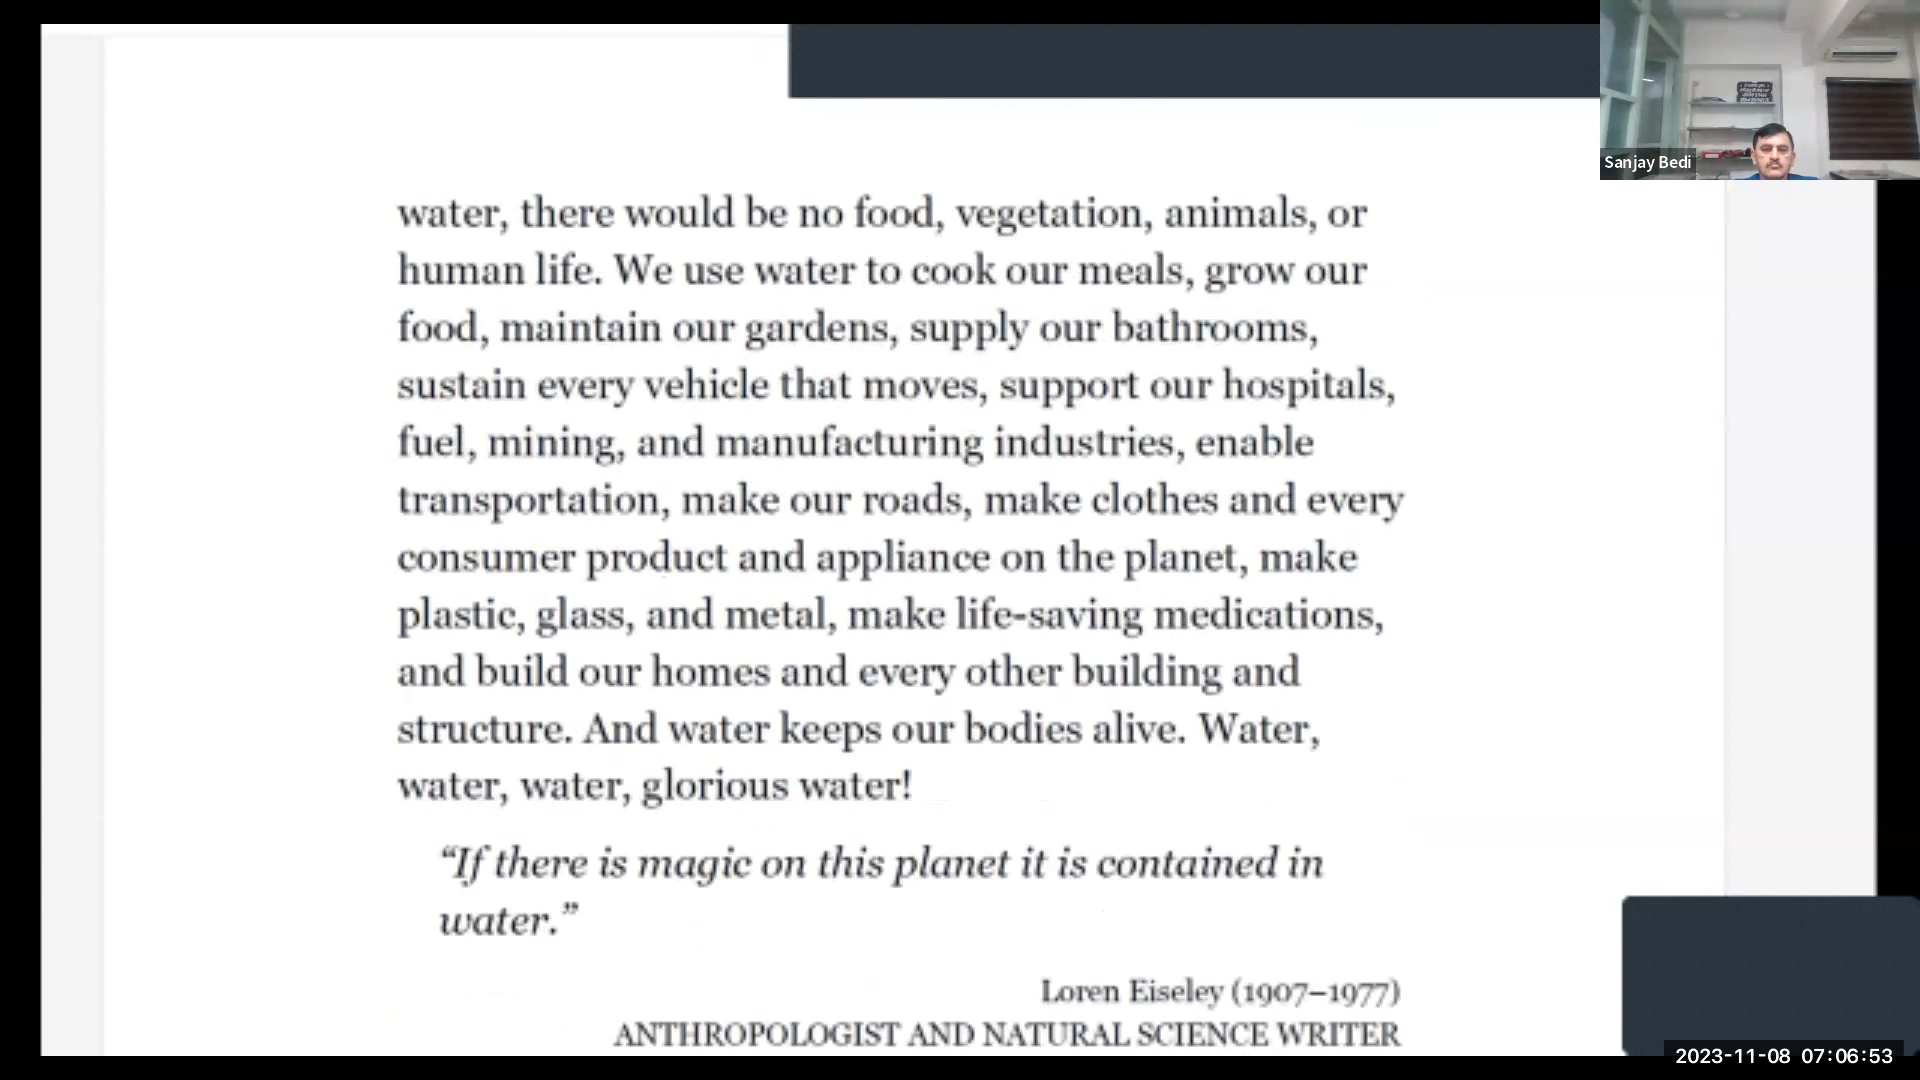 Sanjay Bedi
water, there would be no food, vegetation, animals, or
human life. We use water to cook our meals, grow our
food, maintain our gardens, supply our bathrooms,
sustain every vehicle that moves, support our hospitals,
fuel, mining, and manufacturing industries, enable
transportation, make our roads, make clothes and every
consumer product and appliance on the planet, make
plastic, glass, and metal, make life-saving medications,
and build our homes and every other building and
structure. And water keeps our bodies alive. Water,
water, water, glorious water!
“If there is magic on this planet it is contained in
water.”
Loren Eiseley (1907–1977)
ANTHROPOLOGIST AND NATURAL SCIENCE WRITER
2023-11-08 07:06:53